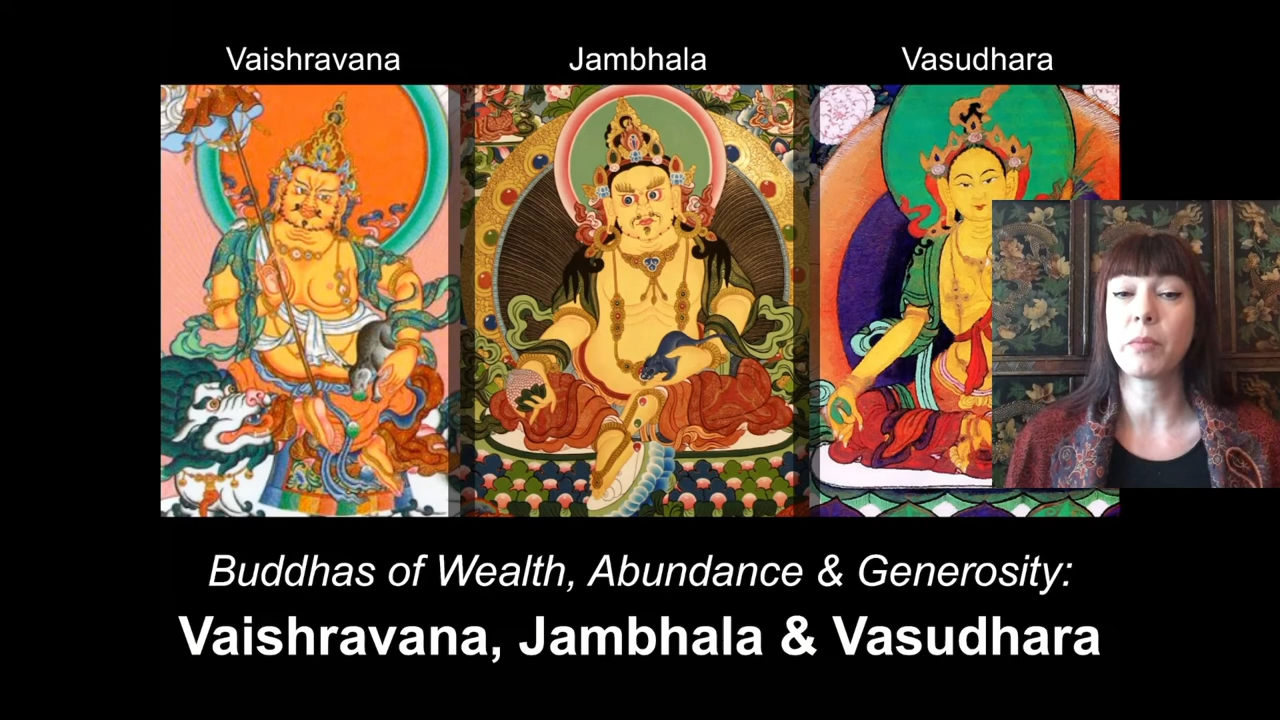 Vaishravana
Jambhala
Vasudhara
Buddhas of Wealth, Abundance & Generosity:
Vaishravana, Jambhala & Vasudhara